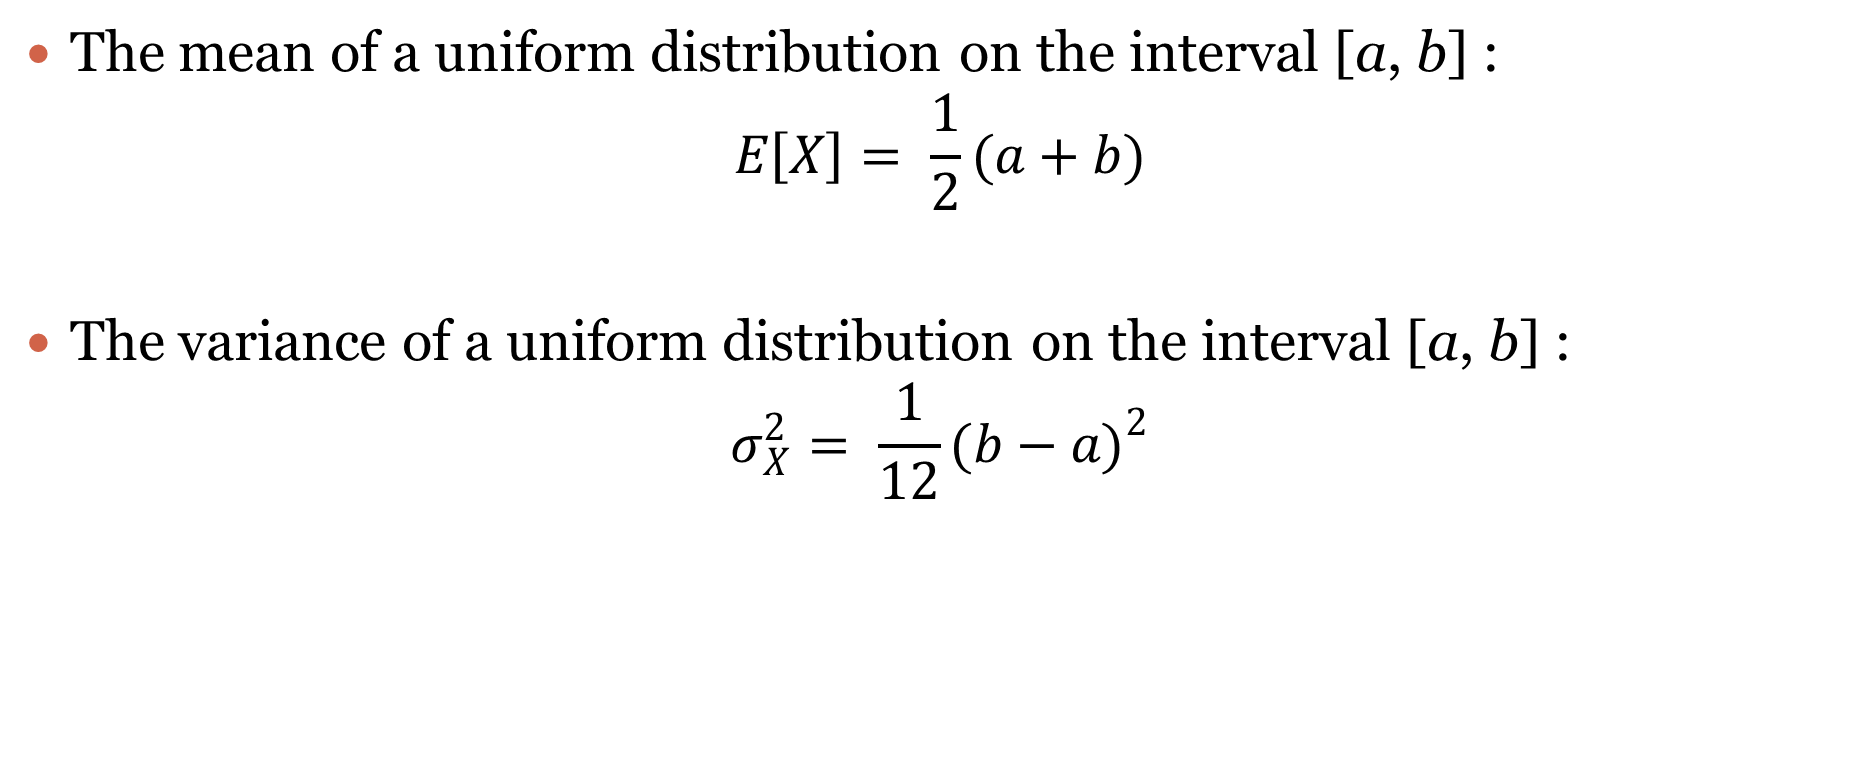 • The mean of a uniform distribution on the interval [a, b] :
E[X] = 1/2 (a + b)
• The variance of a uniform distribution on the interval [a, b] :
σ_X^2 = 1/12 (b − a)^2